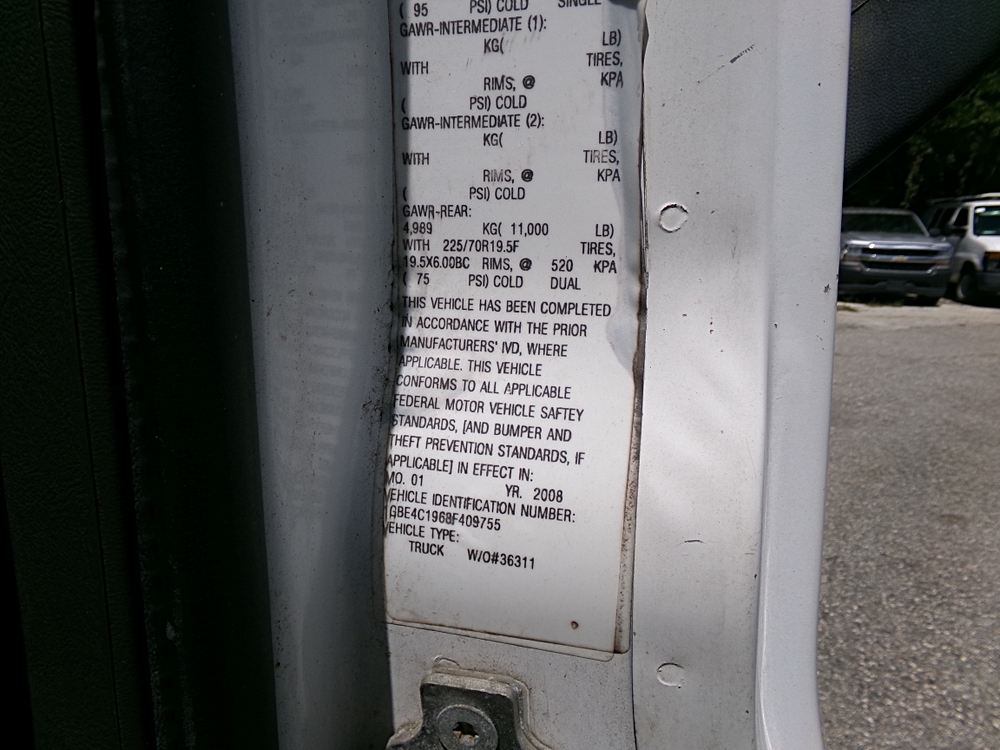 ( 95 PSI) COLD SINGLE
GAWR-INTERMEDIATE (1):
KG( LB)
WITH TIRES,
RIMS, @ KPA
( PSI) COLD
GAWR-INTERMEDIATE (2):
KG( LB)
WITH TIRES,
RIMS, @ KPA
( PSI) COLD
GAWR-REAR:
4,989 KG( 11,000 LB)
WITH 225/70R19.5F TIRES,
19.5X6.00BC RIMS, @ 520 KPA
( 75 PSI) COLD DUAL
THIS VEHICLE HAS BEEN COMPLETED
IN ACCORDANCE WITH THE PRIOR
MANUFACTURERS' IVD, WHERE
APPLICABLE. THIS VEHICLE
CONFORMS TO ALL APPLICABLE
FEDERAL MOTOR VEHICLE SAFTEY
STANDARDS, [AND BUMPER AND
THEFT PREVENTION STANDARDS, IF
APPLICABLE] IN EFFECT IN:
MO. 01 YR. 2008
VEHICLE IDENTIFICATION NUMBER:
1GBE4C1968F409755
VEHICLE TYPE:
TRUCK W/O#36311